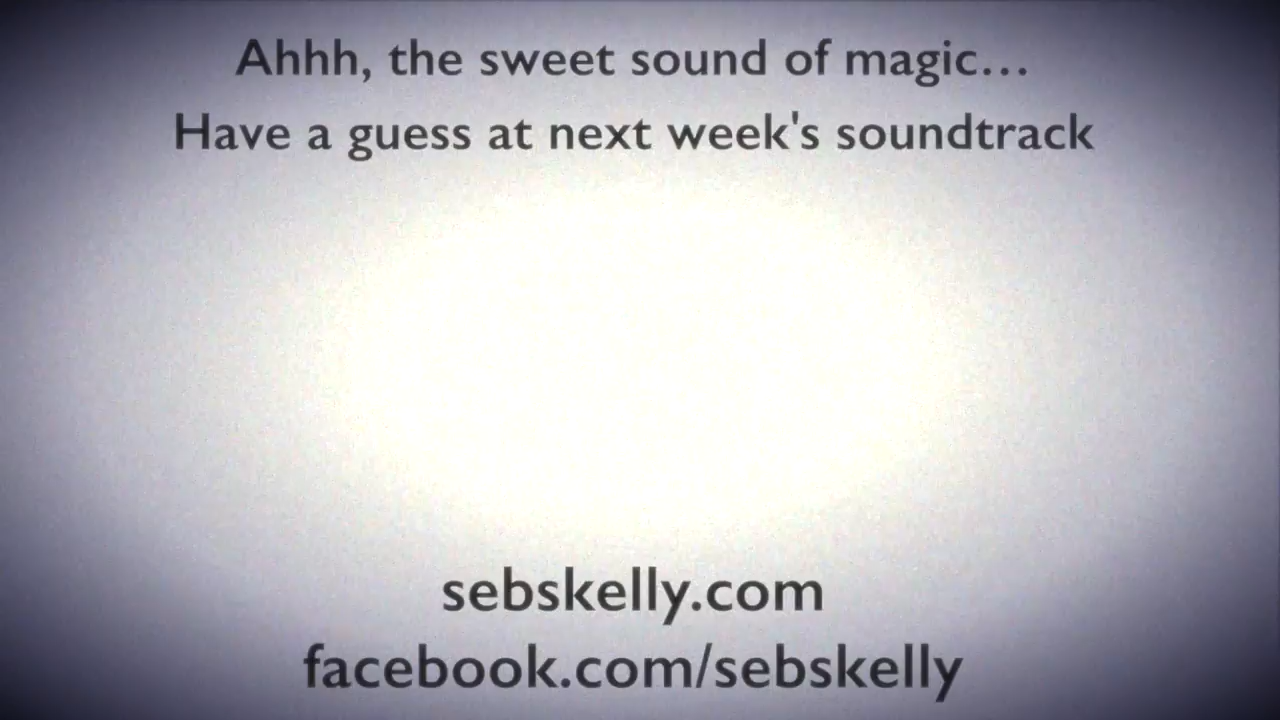 Ahhh, the sweet sound of magic...
Have a guess at next week's soundtrack
sebskelly.com
facebook.com/sebskelly